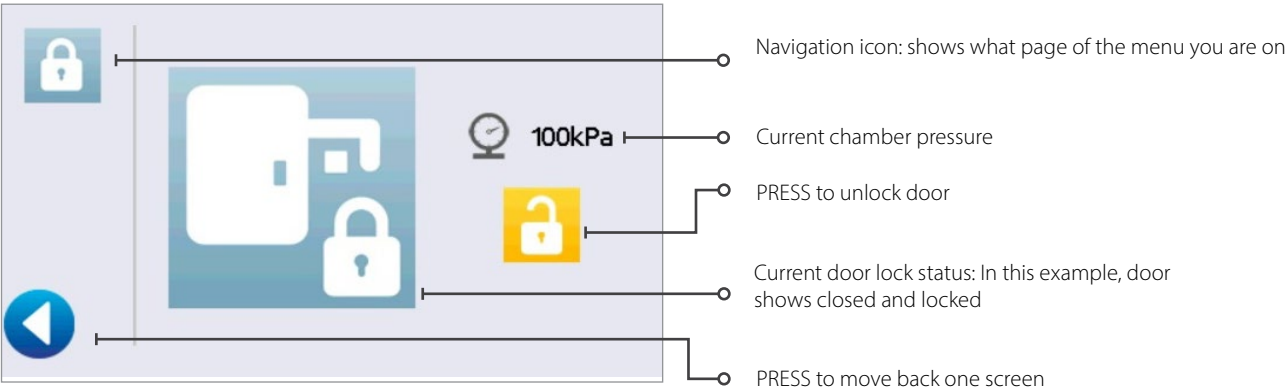 Navigation icon: shows what page of the menu you are on
100kPa
Current chamber pressure
PRESS to unlock door
Current door lock status: In this example, door
shows closed and locked
PRESS to move back one screen